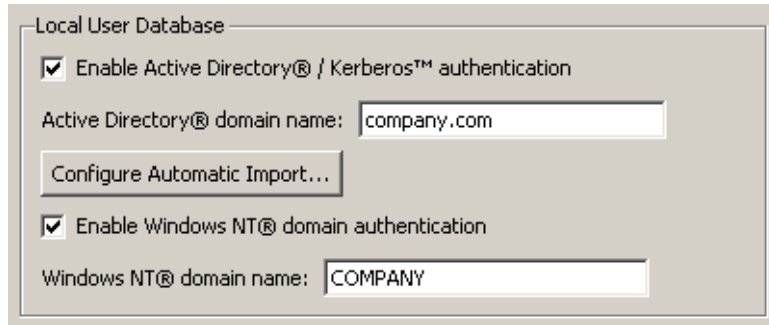 Local User Database
Enable Active Directory® / Kerberos™ authentication
Active Directory® domain name: company.com
Configure Automatic Import...
Enable Windows NT® domain authentication
Windows NT® domain name: COMPANY